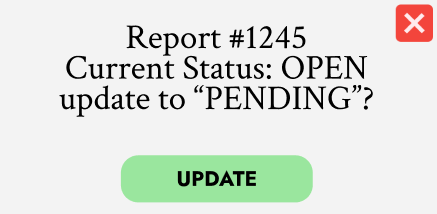 Report #1245
Current Status: OPEN
update to “PENDING”?
UPDATE